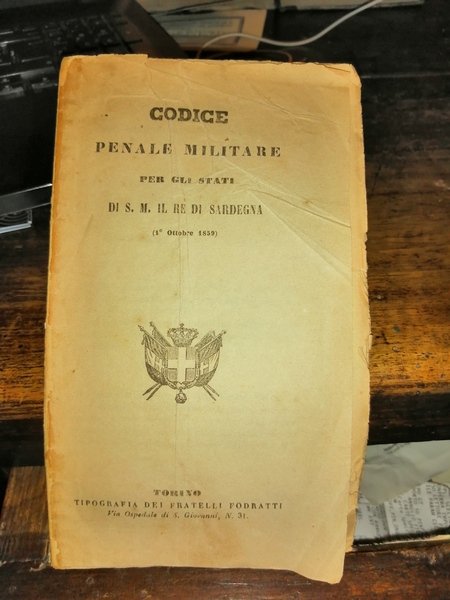 CODICE
PENALE MILITARE
PER GLI STATI
DI S. M. IL RE DI SARDEGNA
(1° Ottobre 1859)
TORINO
TIPOGRAFIA DEI FRATELLI FODRATTI
Via Ospedale di S. Giovanni, N. 31.